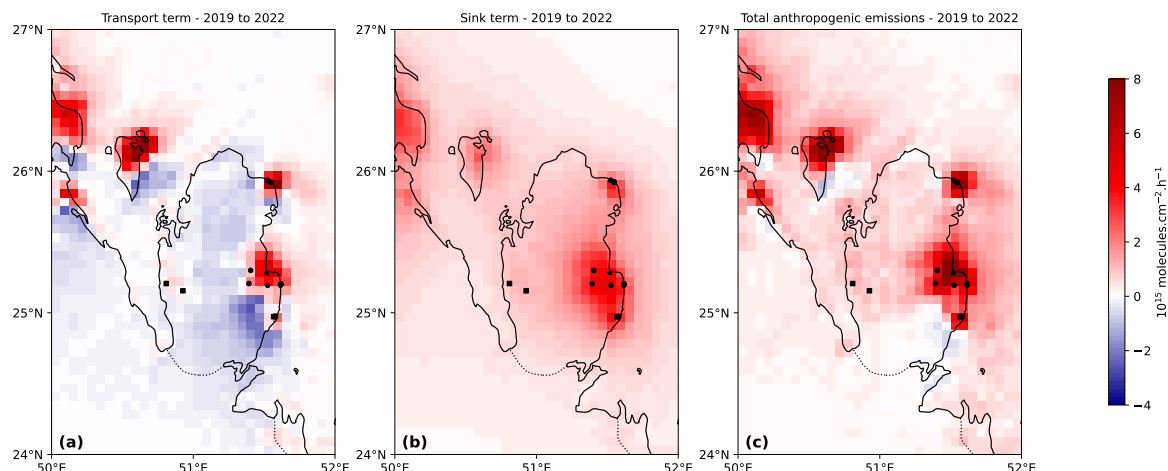 Transport term - 2019 to 2022
Sink term - 2019 to 2022
Total anthropogenic emissions - 2019 to 2022
27°N
27°N
27°N
26°N
26°N
26°N
25°N
25°N
25°N
24°N
24°N
24°N
(a)
(b)
(c)
50°E
51°E
52°E
50°E
51°E
52°E
50°E
51°E
52°E
8
6
4
2
0
−2
−4
10¹⁵ molecules.cm⁻².h⁻¹